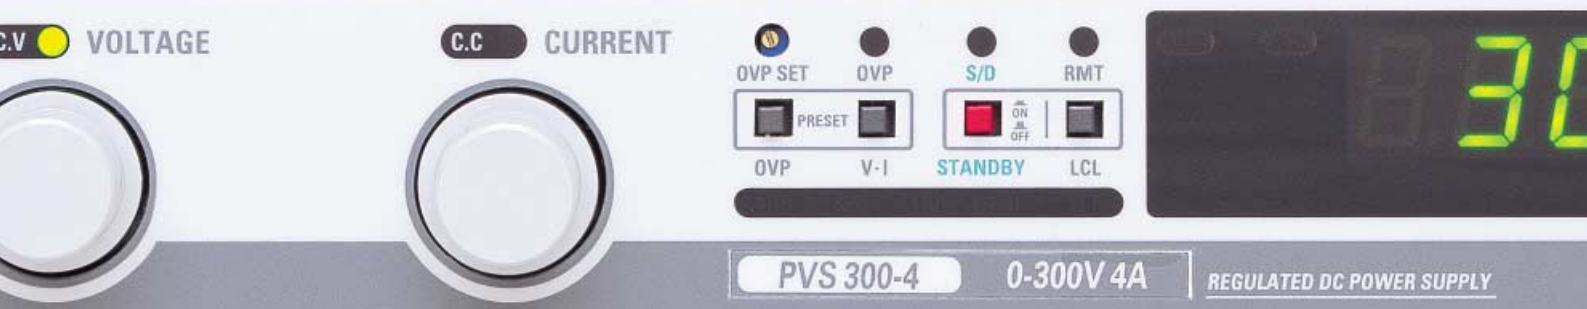 C.V VOLTAGE
C.C CURRENT
OVP SET OVP S/D RMT
PRESET ON
OFF
OVP V·I STANDBY LCL
30
PVS 300-4 0-300V 4A REGULATED DC POWER SUPPLY